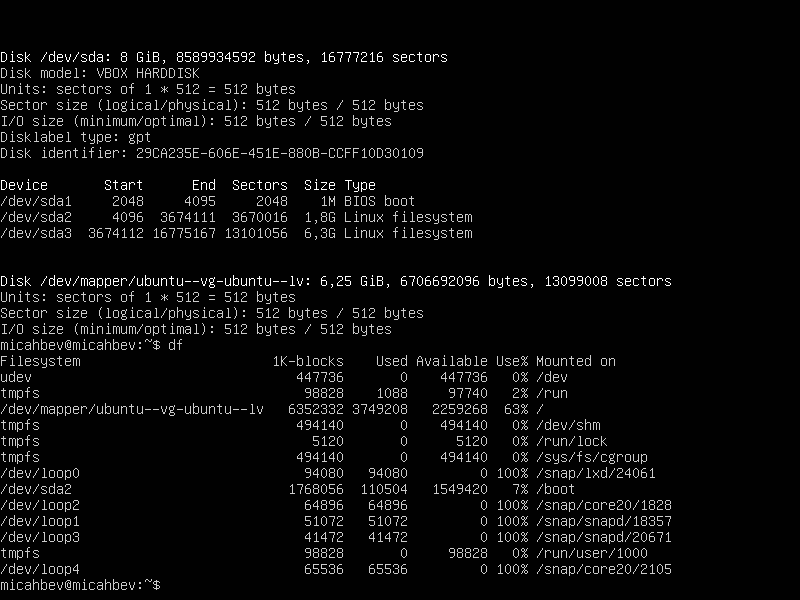 Disk /dev/sda: 8 GiB, 8589934592 bytes, 16777216 sectors
Disk model: VBOX HARDDISK
Units: sectors of 1 * 512 = 512 bytes
Sector size (logical/physical): 512 bytes / 512 bytes
I/O size (minimum/optimal): 512 bytes / 512 bytes
Disklabel type: gpt
Disk identifier: 29CA235E-606E-451E-880B-CCFF10D30109
Device       Start      End  Sectors  Size Type
/dev/sda1     2048     4095     2048    1M BIOS boot
/dev/sda2     4096  3674111  3670016  1,8G Linux filesystem
/dev/sda3  3674112 16775167 13101056  6,3G Linux filesystem
Disk /dev/mapper/ubuntu--vg-ubuntu--lv: 6,25 GiB, 6706692096 bytes, 13099008 sectors
Units: sectors of 1 * 512 = 512 bytes
Sector size (logical/physical): 512 bytes / 512 bytes
I/O size (minimum/optimal): 512 bytes / 512 bytes
micahbev@micahbev:~$ df
Filesystem                        1K-blocks    Used Available Use% Mounted on
udev                                 447736       0    447736   0% /dev
tmpfs                                 98828    1088     97740   2% /run
/dev/mapper/ubuntu--vg-ubuntu--lv   6352332 3749208   2259268  63% /
tmpfs                                494140       0    494140   0% /dev/shm
tmpfs                                  5120       0      5120   0% /run/lock
tmpfs                                494140       0    494140   0% /sys/fs/cgroup
/dev/loop0                            94080   94080         0 100% /snap/lxd/24061
/dev/sda2                           1768056  110504   1549420   7% /boot
/dev/loop2                            64896   64896         0 100% /snap/core20/1828
/dev/loop1                            51072   51072         0 100% /snap/snapd/18357
/dev/loop3                            41472   41472         0 100% /snap/snapd/20671
tmpfs                                 98828       0     98828   0% /run/user/1000
/dev/loop4                            65536   65536         0 100% /snap/core20/2105
micahbev@micahbev:~$